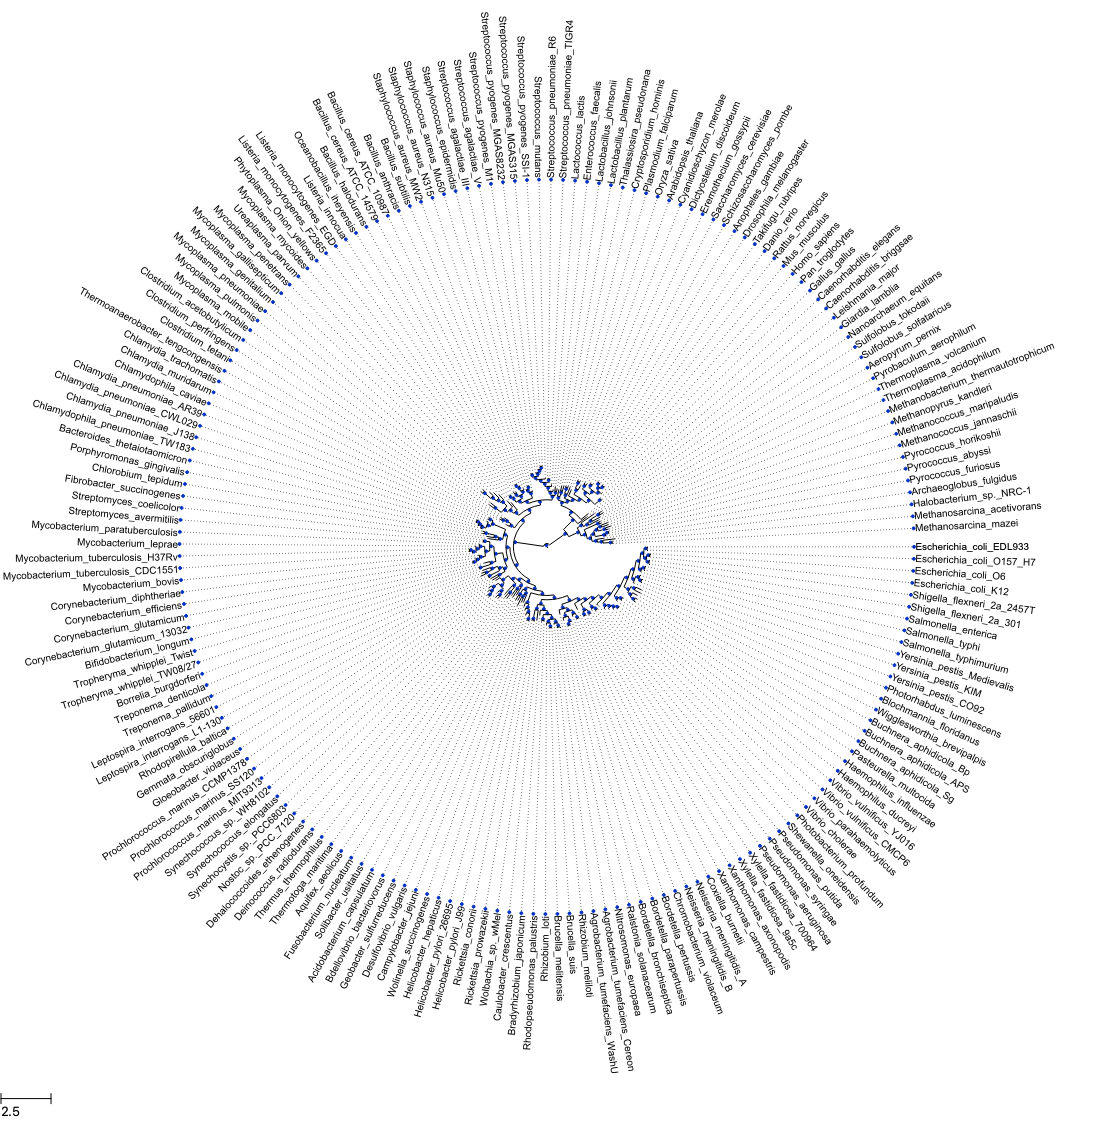 Escherichia_coli_EDL933
Escherichia_coli_O157_H7
Escherichia_coli_O6
Escherichia_coli_K12
Shigella_flexneri_2a_2457T
Shigella_flexneri_2a_301
Salmonella_enterica
Salmonella_typhi
Salmonella_typhimurium
Yersinia_pestis_Medievalis
Yersinia_pestis_KIM
Yersinia_pestis_CO92
Photorhabdus_luminescens
Blochmannia_floridanus
Wigglesworthia_brevipalpis
Buchnera_aphidicola_Bp
Buchnera_aphidicola_APS
Buchnera_aphidicola_Sg
Pasteurella_multocida
Haemophilus_influenzae
Haemophilus_ducreyi
Vibrio_vulnificus_YJ016
Vibrio_vulnificus_CMCP6
Vibrio_parahaemolyticus
Vibrio_cholerae
Photobacterium_profundum
Shewanella_oneidensis
Pseudomonas_putida
Pseudomonas_syringae
Pseudomonas_aeruginosa
Xylella_fastidiosa_700964
Xylella_fastidiosa_9a5c
Xanthomonas_axonopodis
Xanthomonas_campestris
Coxiella_burnetii
Neisseria_meningitidis_A
Neisseria_meningitidis_B
Chromobacterium_violaceum
Bordetella_pertussis
Bordetella_parapertussis
Bordetella_bronchiseptica
Ralstonia_solanacearum
Nitrosomonas_europaea
Agrobacterium_tumefaciens_Cereon
Agrobacterium_tumefaciens_WashU
Rhizobium_meliloti
Brucella_suis
Brucella_melitensis
Rhizobium_loti
Rhodopseudomonas_palustris
Bradyrhizobium_japonicum
Caulobacter_crescentus
Wolbachia_sp._wMel
Rickettsia_prowazekii
Rickettsia_conorii
Helicobacter_pylori_J99
Helicobacter_pylori_26695
Helicobacter_hepaticus
Wolinella_succinogenes
Campylobacter_jejuni
Desulfovibrio_vulgaris
Geobacter_sulfurreducens
Bdellovibrio_bacteriovorus
Acidobacterium_capsulatum
Solibacter_usitatus
Fusobacterium_nucleatum
Aquifex_aeolicus
Thermotoga_maritima
Thermus_thermophilus
Deinococcus_radiodurans
Dehalococcoides_ethenogenes
Nostoc_sp._PCC_7120
Synechocystis_sp._PCC6803
Synechococcus_elongatus
Synechococcus_sp._WH8102
Prochlorococcus_marinus_MIT9313
Prochlorococcus_marinus_SS120
Prochlorococcus_marinus_CCMP1378
Gloeobacter_violaceus
Gemmata_obscuriglobus
Rhodopirellula_baltica
Leptospira_interrogans_L1-130
Leptospira_interrogans_56601
Treponema_pallidum
Treponema_denticola
Borrelia_burgdorferi
Tropheryma_whipplei_TW08/27
Tropheryma_whipplei_Twist
Bifidobacterium_longum
Corynebacterium_glutamicum_13032
Corynebacterium_glutamicum
Corynebacterium_efficiens
Corynebacterium_diphtheriae
Mycobacterium_bovis
Mycobacterium_tuberculosis_CDC1551
Mycobacterium_tuberculosis_H37Rv
Mycobacterium_leprae
Mycobacterium_paratuberculosis
Streptomyces_avermitilis
Streptomyces_coelicolor
Fibrobacter_succinogenes
Chlorobium_tepidum
Porphyromonas_gingivalis
Bacteroides_thetaiotaomicron
Chlamydophila_pneumoniae_TW183
Chlamydia_pneumoniae_J138
Chlamydia_pneumoniae_CWL029
Chlamydia_pneumoniae_AR39
Chlamydophila_caviae
Chlamydia_muridarum
Chlamydia_trachomatis
Thermoanaerobacter_tengcongensis
Clostridium_tetani
Clostridium_perfringens
Clostridium_acetobutylicum
Mycoplasma_mobile
Mycoplasma_pulmonis
Mycoplasma_pneumoniae
Mycoplasma_genitalium
Mycoplasma_gallisepticum
Mycoplasma_penetrans
Ureaplasma_parvum
Mycoplasma_mycoides
Phytoplasma_Onion_yellows
Listeria_monocytogenes_F2365
Listeria_monocytogenes_EGD
Listeria_innocua
Oceanobacillus_iheyensis
Bacillus_halodurans
Bacillus_cereus_ATCC_14579
Bacillus_cereus_ATCC_10987
Bacillus_anthracis
Bacillus_subtilis
Staphylococcus_aureus_MW2
Staphylococcus_aureus_N315
Staphylococcus_aureus_Mu50
Staphylococcus_epidermidis
Streptococcus_agalactiae_III
Streptococcus_agalactiae_V
Streptococcus_pyogenes_M1
Streptococcus_pyogenes_MGAS8232
Streptococcus_pyogenes_MGAS315
Streptococcus_pyogenes_SSI-1
Streptococcus_mutans
Streptococcus_pneumoniae_R6
Streptococcus_pneumoniae_TIGR4
Lactococcus_lactis
Enterococcus_faecalis
Lactobacillus_johnsonii
Lactobacillus_plantarum
Thalassiosira_pseudonana
Cryptosporidium_hominis
Plasmodium_falciparum
Oryza_sativa
Arabidopsis_thaliana
Cyanidioschyzon_merolae
Dictyostelium_discoideum
Eremothecium_gossypii
Saccharomyces_cerevisiae
Schizosaccharomyces_pombe
Anopheles_gambiae
Drosophila_melanogaster
Takifugu_rubripes
Danio_rerio
Rattus_norvegicus
Mus_musculus
Homo_sapiens
Pan_troglodytes
Gallus_gallus
Caenorhabditis_elegans
Caenorhabditis_briggsae
Leishmania_major
Giardia_lamblia
Nanoarchaeum_equitans
Sulfolobus_tokodaii
Sulfolobus_solfataricus
Aeropyrum_pernix
Pyrobaculum_aerophilum
Thermoplasma_volcanium
Thermoplasma_acidophilum
Methanobacterium_thermautotrophicum
Methanopyrus_kandleri
Methanococcus_maripaludis
Methanococcus_jannaschii
Pyrococcus_horikoshii
Pyrococcus_abyssi
Pyrococcus_furiosus
Archaeoglobus_fulgidus
Halobacterium_sp._NRC-1
Methanosarcina_acetivorans
Methanosarcina_mazei
2.5